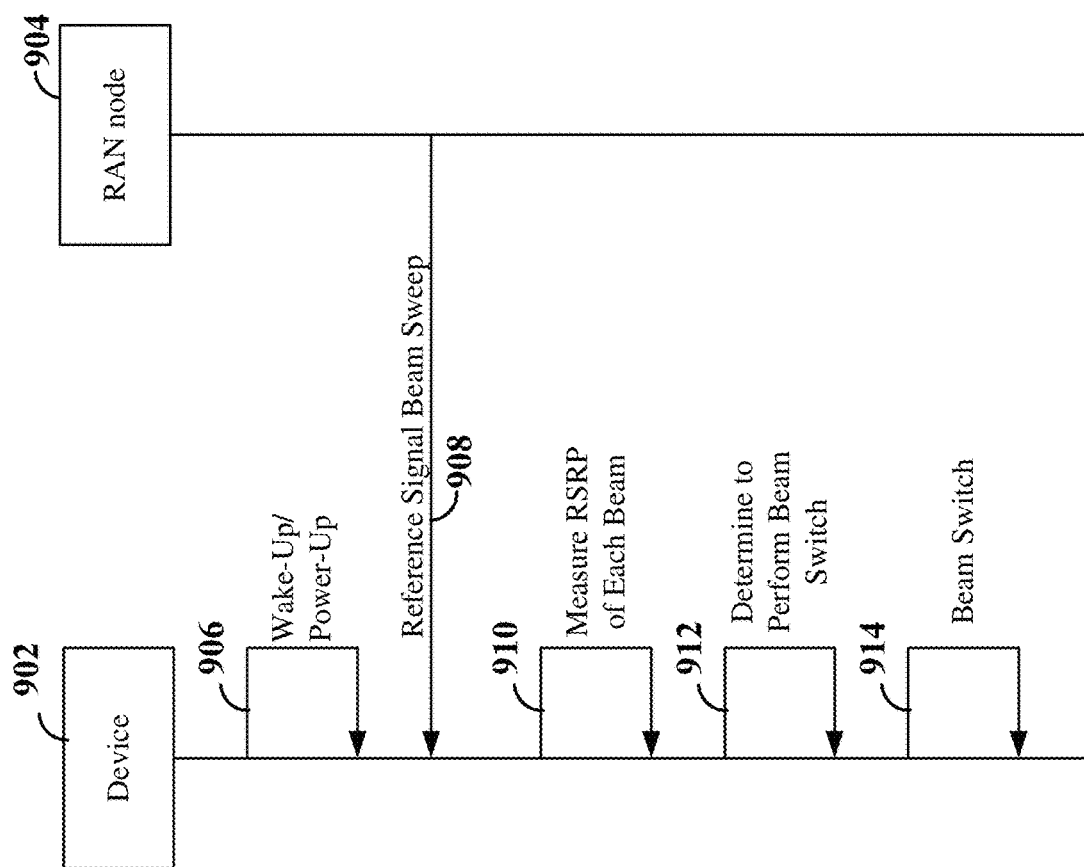 902
Device
904
RAN node
906
Wake-Up/
Power-Up
Reference Signal Beam Sweep
908
910
Measure RSRP
of Each Beam
912
Determine to
Perform Beam
Switch
914
Beam Switch